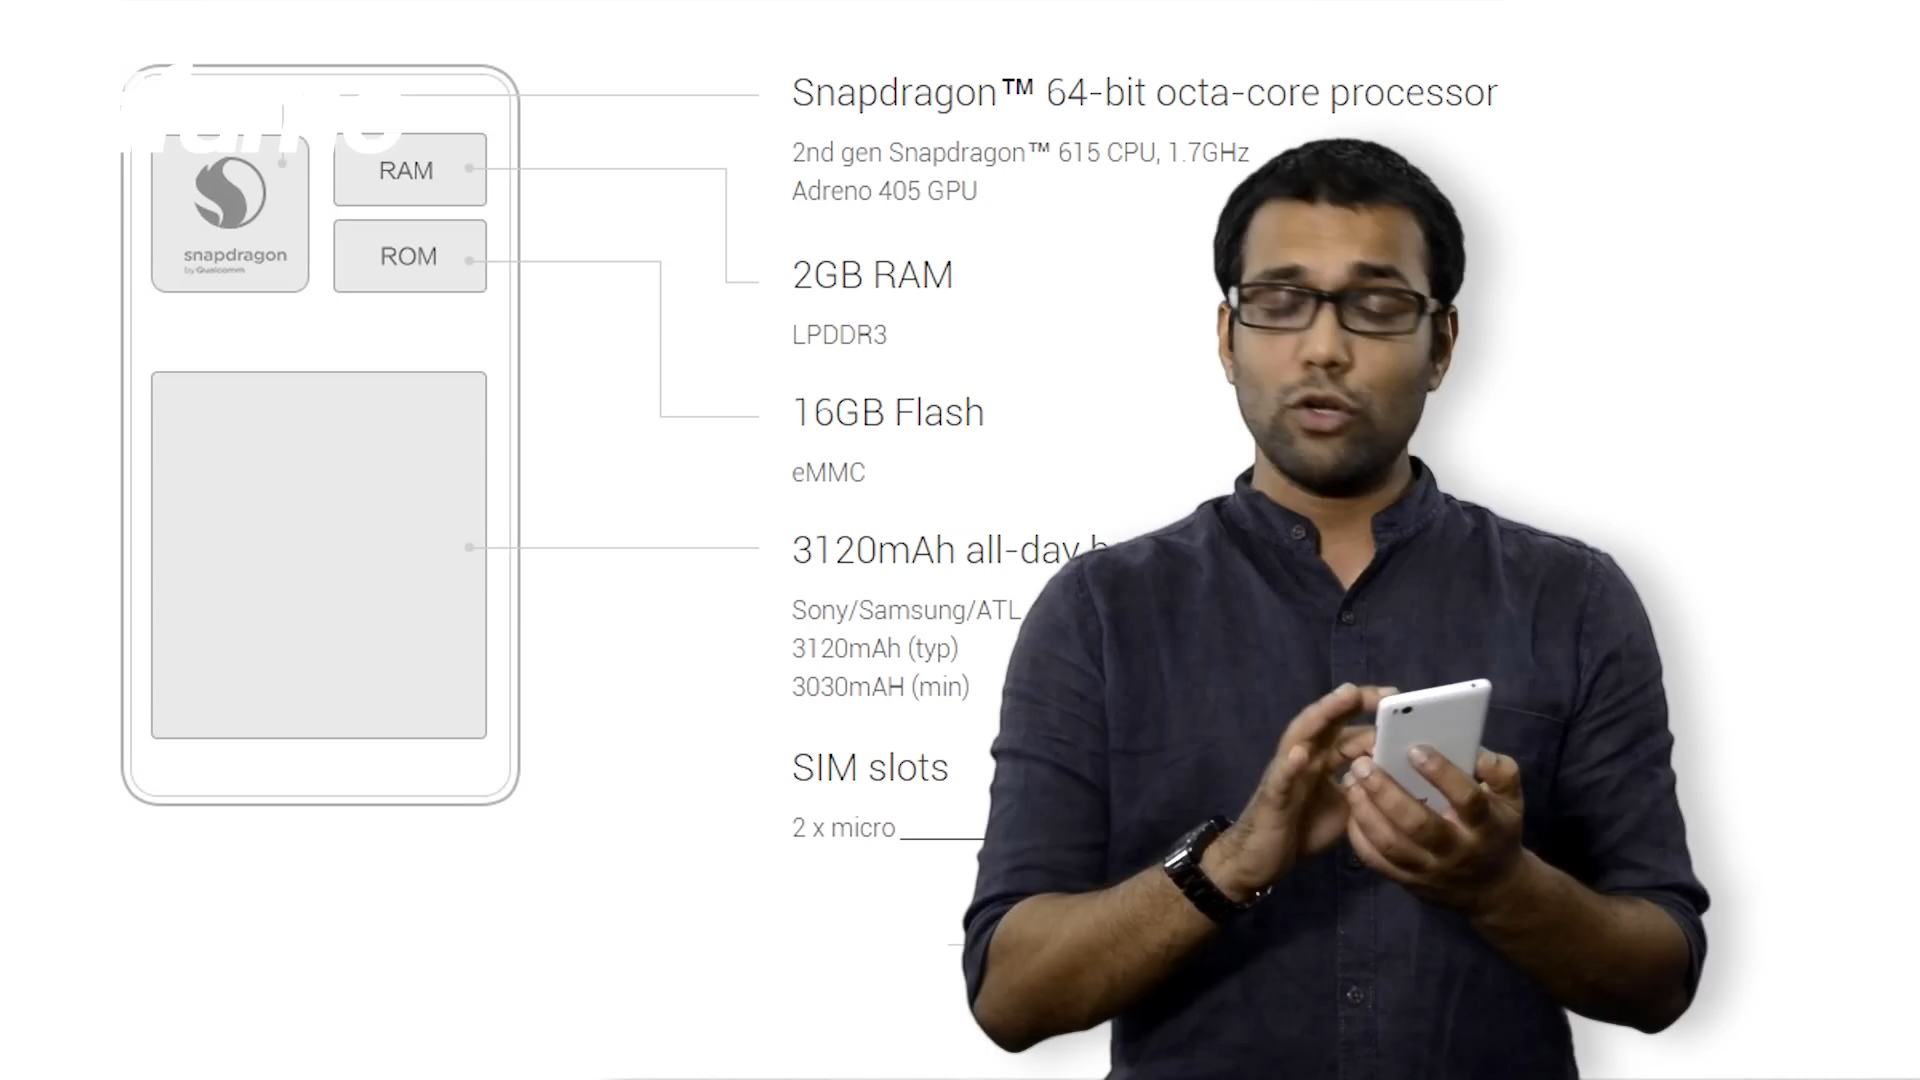 Snapdragon™ 64-bit octa-core processor
2nd gen Snapdragon™ 615 CPU, 1.7GHz
Adreno 405 GPU
RAM
ROM
snapdragon
by Qualcomm
2GB RAM
LPDDR3
16GB Flash
eMMC
3120mAh all-day
Sony/Samsung/ATL
3120mAh (typ)
3030mAH (min)
SIM slots
2 x micro